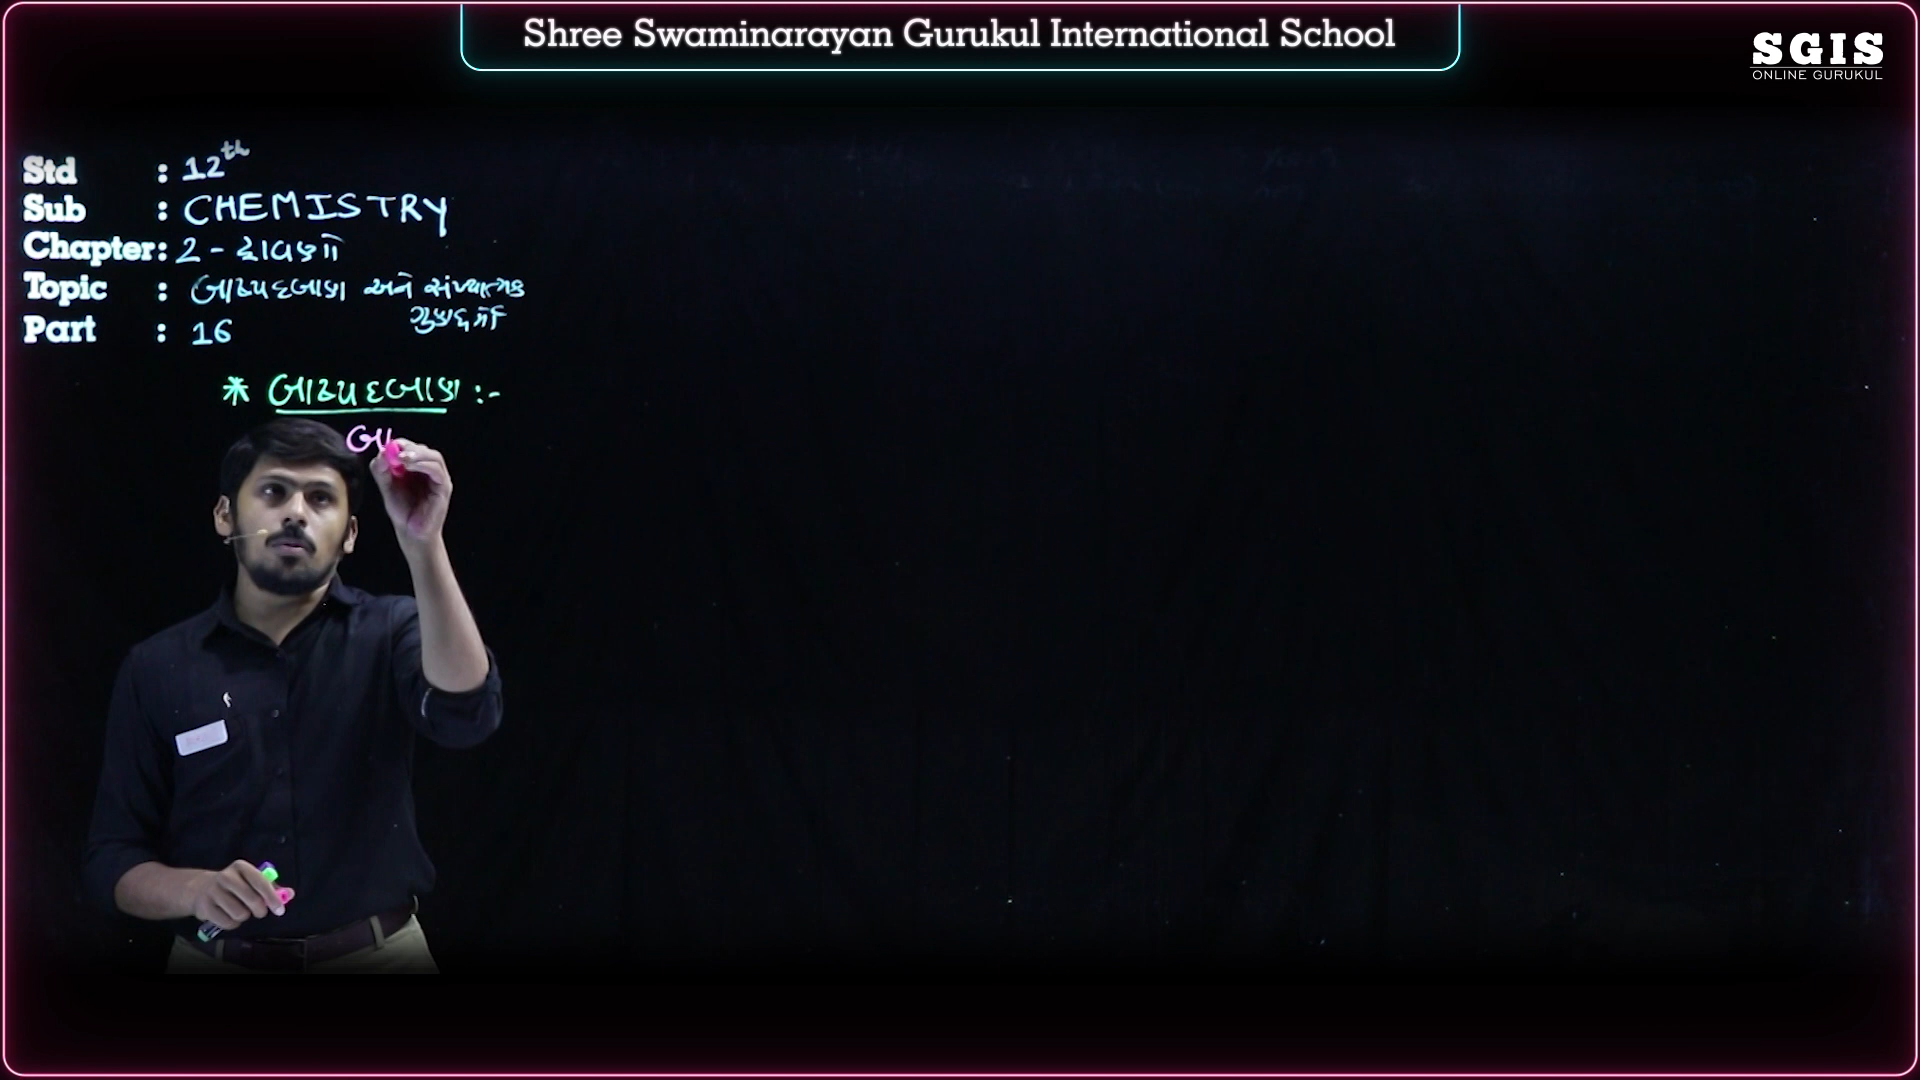 Shree Swaminarayan Gurukul International School
SGIS
ONLINE GURUKUL
Std : 12th
Sub : CHEMISTRY
Chapter: 2 - દ્રાવણો
Topic : બાષ્પદબાણ અને સંખ્યાત્મક
ગુણધર્મો
Part : 16
* બાષ્પદબાણ :-
બા